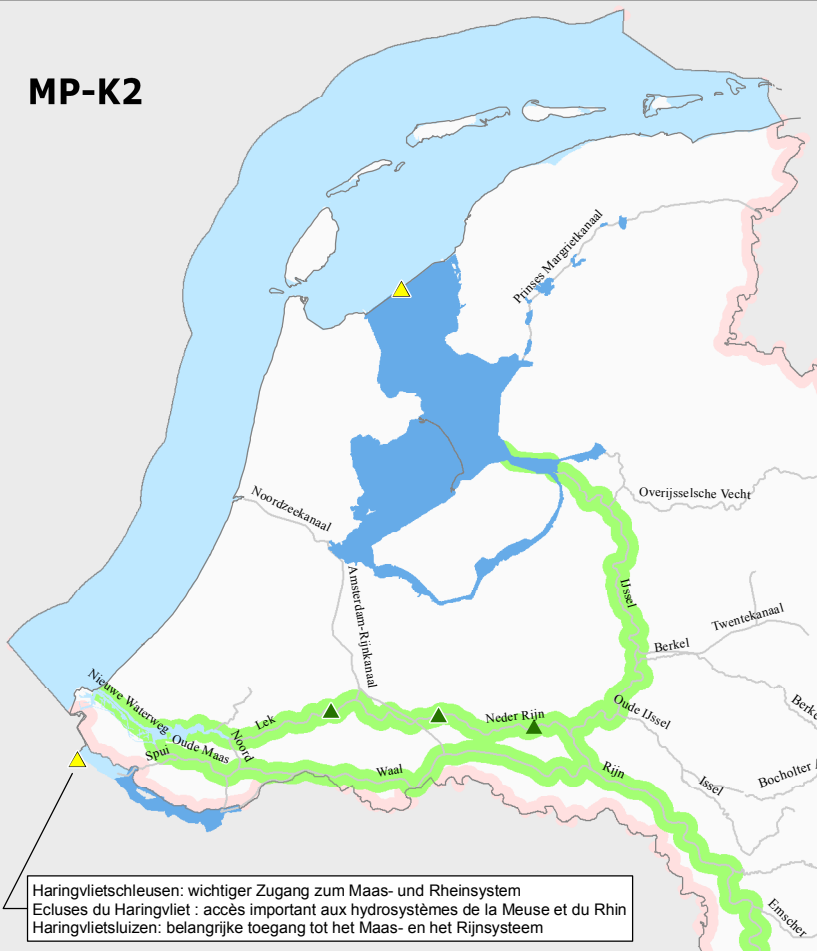 MP-K2
Prinses Margrietkanaal
Overijsselsche Vecht
Noordzeekanaal
Amsterdam-Rijnkanaal
IJssel
Twentekanaal
Berkel
Nieuwe Waterweg
Lek
Neder Rijn
Oude IJssel
Berke
Noord
Oude Maas
Spui
Waal
Rijn
Issel
Bocholter A
Emscher
Haringvlietschleusen: wichtiger Zugang zum Maas- und Rheinsystem
Ecluses du Haringvliet : accès important aux hydrosystèmes de la Meuse et du Rhin
Haringvlietsluizen: belangrijke toegang tot het Maas- en het Rijnsysteem